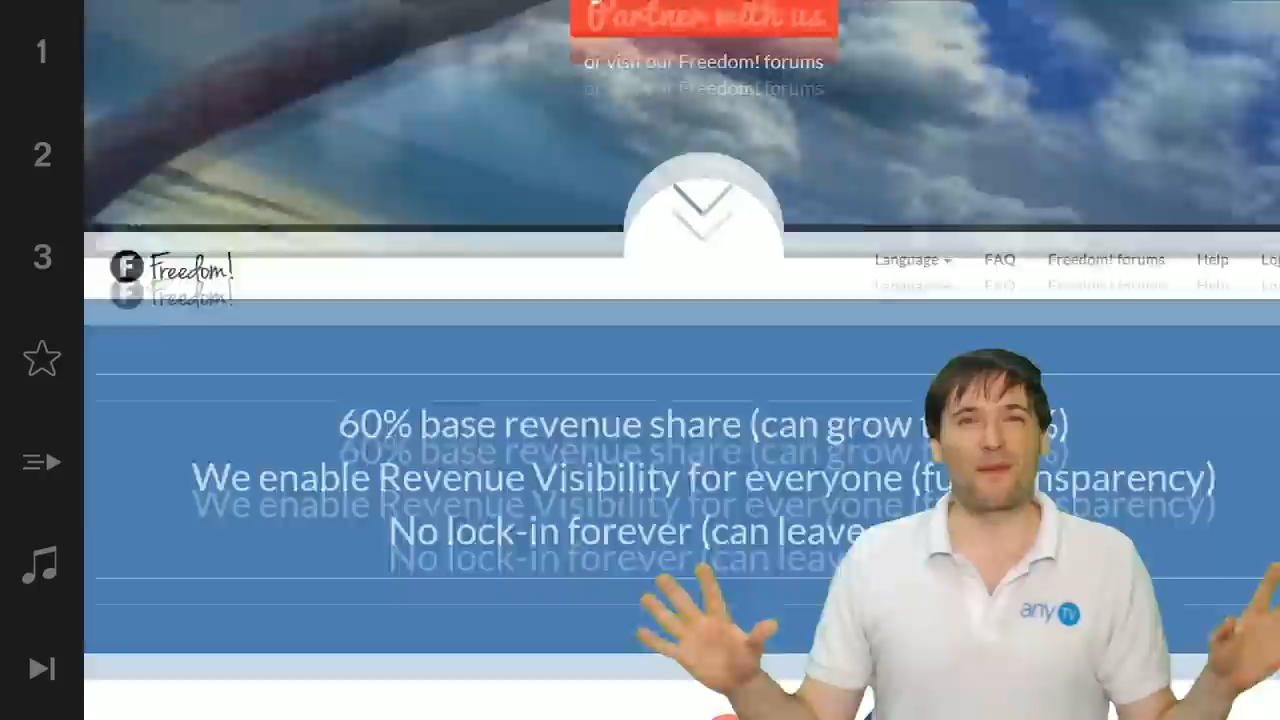 1
2
3
Partner with us
or visit our Freedom! forums
F Freedom!
Language FAQ Freedom! forums Help
60% base revenue share (can grow %)
We enable Revenue Visibility for everyone
No lock-in forever (can leave
any TV